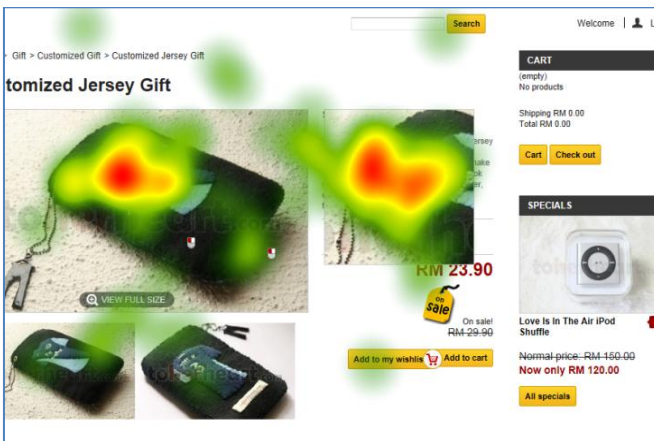 Search
Welcome
Gift > Customized Gift > Customized Jersey Gift
tomized Jersey Gift
CART
(empty)
No products
Shipping RM 0.00
Total RM 0.00
Cart
Check out
SPECIALS
RM 23.90
on
sale
On sale!
RM 29.90
VIEW FULL SIZE
Add to my wishlis
Add to cart
Love Is In The Air iPod
Shuffle
Normal price: RM 150.00
Now only RM 120.00
All specials